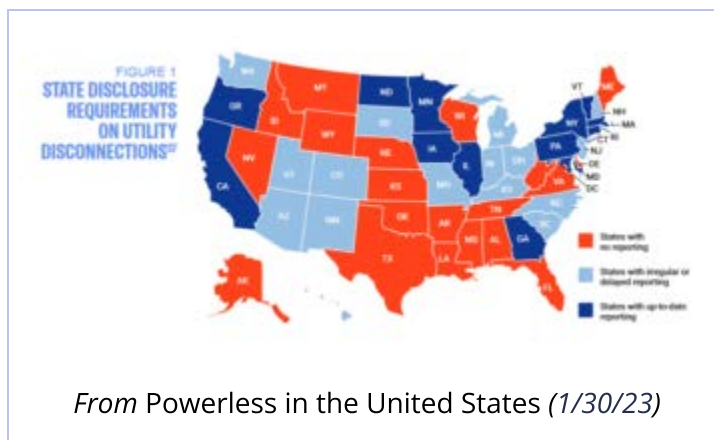 FIGURE 1
STATE DISCLOSURE
REQUIREMENTS
ON UTILITY
DISCONNECTIONS
WA
MT
ND
MN
OR
ID
WY
SD
WI
MI
ME
VT
NH
MA
NY
RI
CT
NJ
PA
DE
MD
DC
NV
UT
CO
NE
IA
IL
IN
OH
CA
AZ
NM
KS
MO
KY
VA
NC
TN
SC
OK
AR
MS
AL
GA
TX
LA
FL
AK
States with
no reporting
States with irregular or
delayed reporting
States with up-to-date
reporting
From Powerless in the United States (1/30/23)